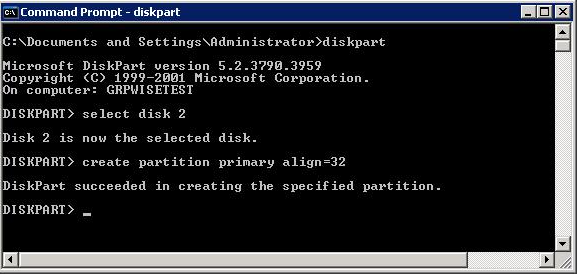 Command Prompt - diskpart
C:\Documents and Settings\Administrator>diskpart
Microsoft DiskPart version 5.2.3790.3959
Copyright (C) 1999-2001 Microsoft Corporation.
On computer: GRPWISETEST
DISKPART> select disk 2
Disk 2 is now the selected disk.
DISKPART> create partition primary align=32
DiskPart succeeded in creating the specified partition.
DISKPART> _